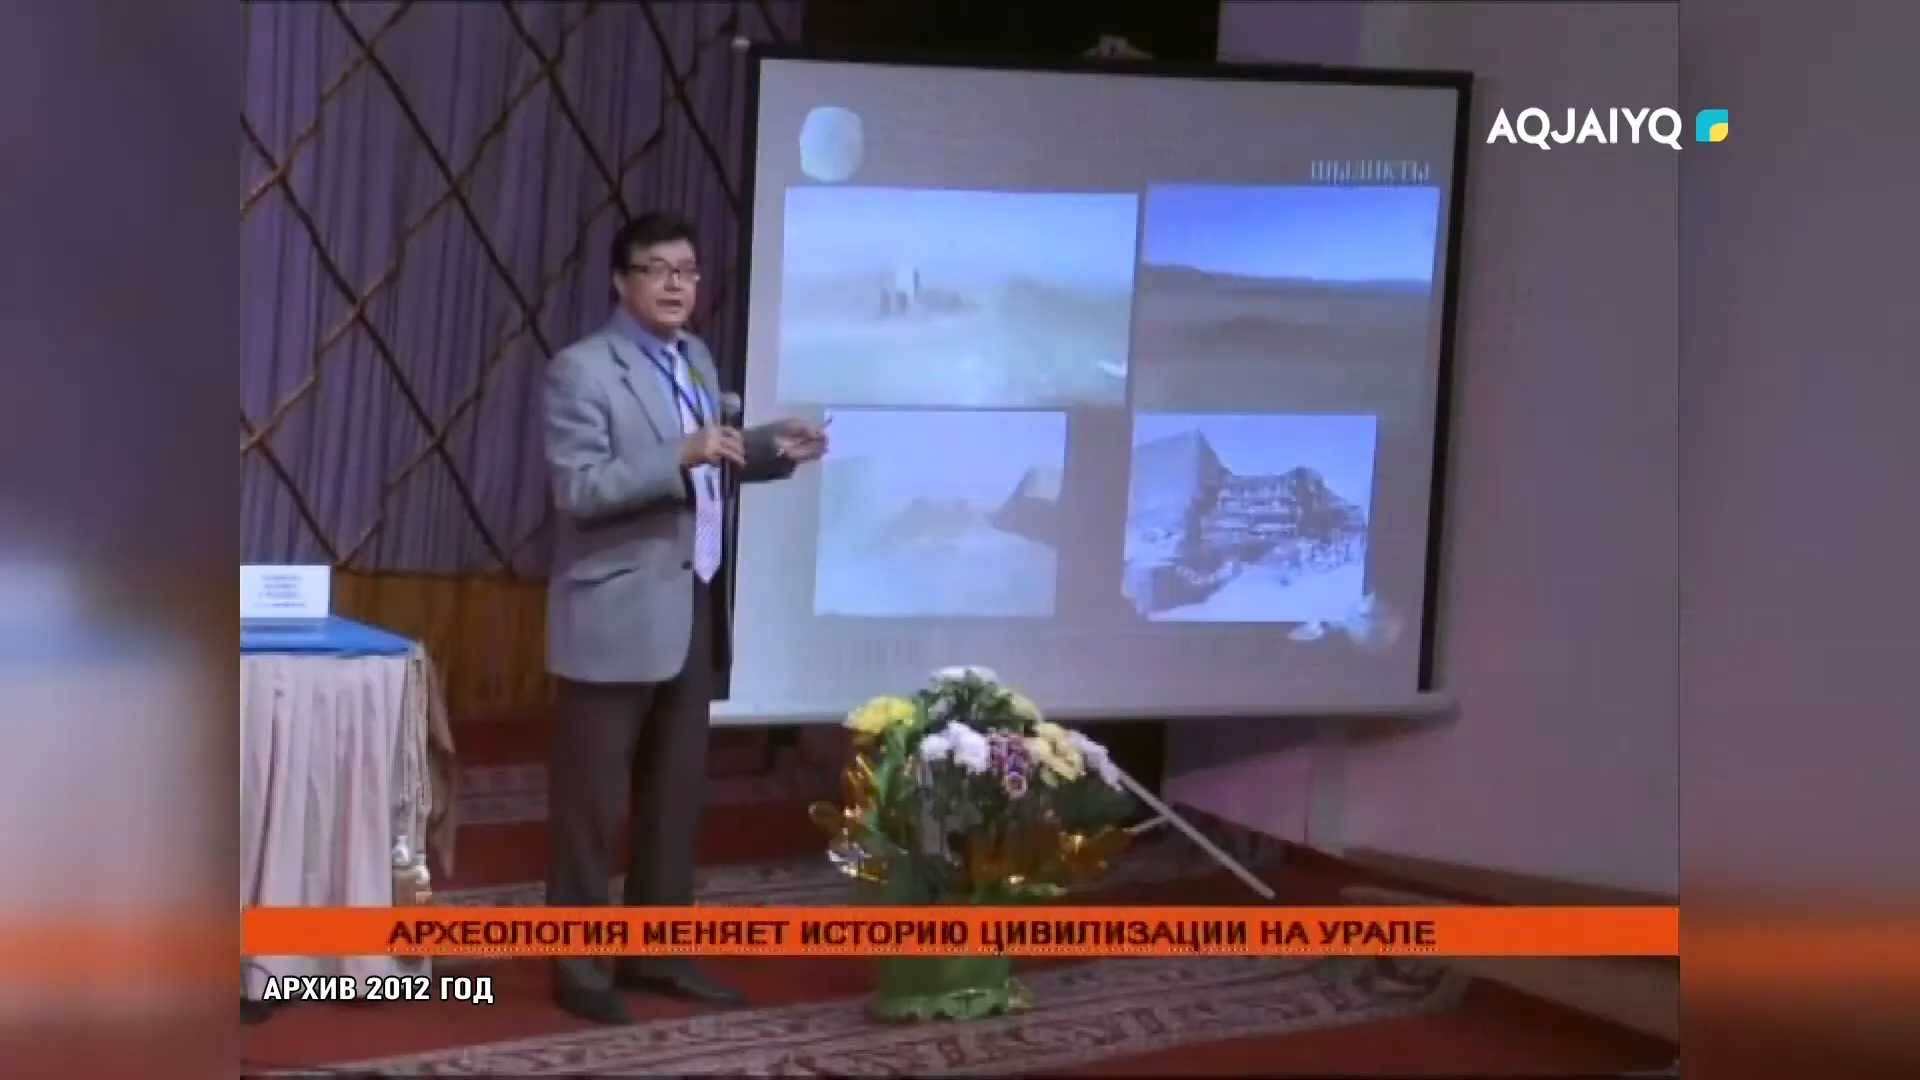 AQJAIYQ
АРХЕОЛОГИЯ МЕНЯЕТ ИСТОРИЮ ЦИВИЛИЗАЦИИ НА УРАЛЕ
АРХИВ 2012 ГОД